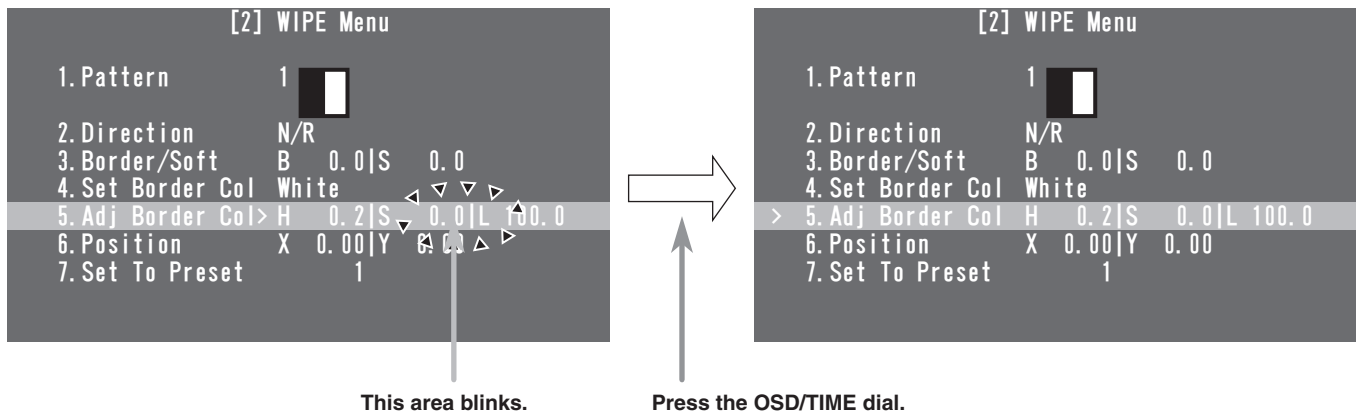 [2] WIPE Menu
1.Pattern 1
2.Direction N/R
3.Border/Soft B 0.0|S 0.0
4.Set Border Col White
5.Adj Border Col> H 0.2|S 0.0|L 100.0
6.Position X 0.00|Y 0.00
7.Set To Preset 1
This area blinks.
Press the OSD/TIME dial.
[2] WIPE Menu
1.Pattern 1
2.Direction N/R
3.Border/Soft B 0.0|S 0.0
4.Set Border Col White
> 5.Adj Border Col H 0.2|S 0.0|L 100.0
6.Position X 0.00|Y 0.00
7.Set To Preset 1